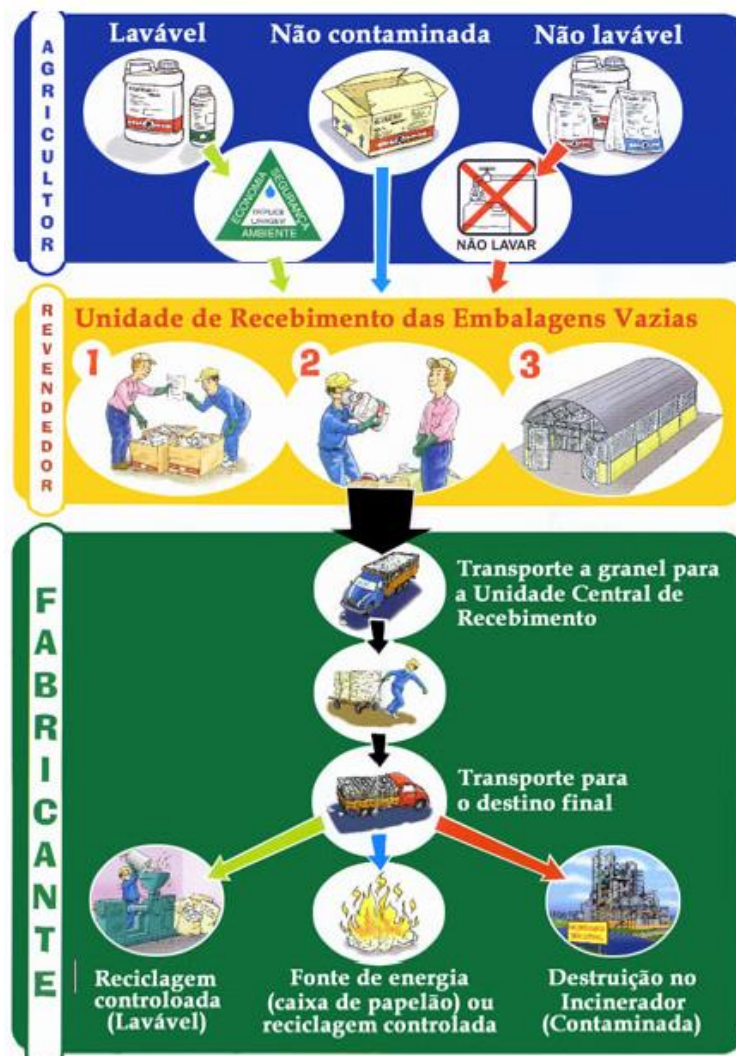 AGRICULTOR
Lavável
Não contaminada
Não lavável
ECONOMIA
SEGURANÇA
AMBIENTE
NÃO LAVAR
REVENDEDOR
Unidade de Recebimento das Embalagens Vazias
1
2
3
FABRICANTE
Transporte a granel para
a Unidade Central de
Recebimento
Transporte para
o destino final
Reciclagem
controloada
(Lavável)
Fonte de energia
(caixa de papelão) ou
reciclagem controlada
Destruição no
Incinerador
(Contaminada)